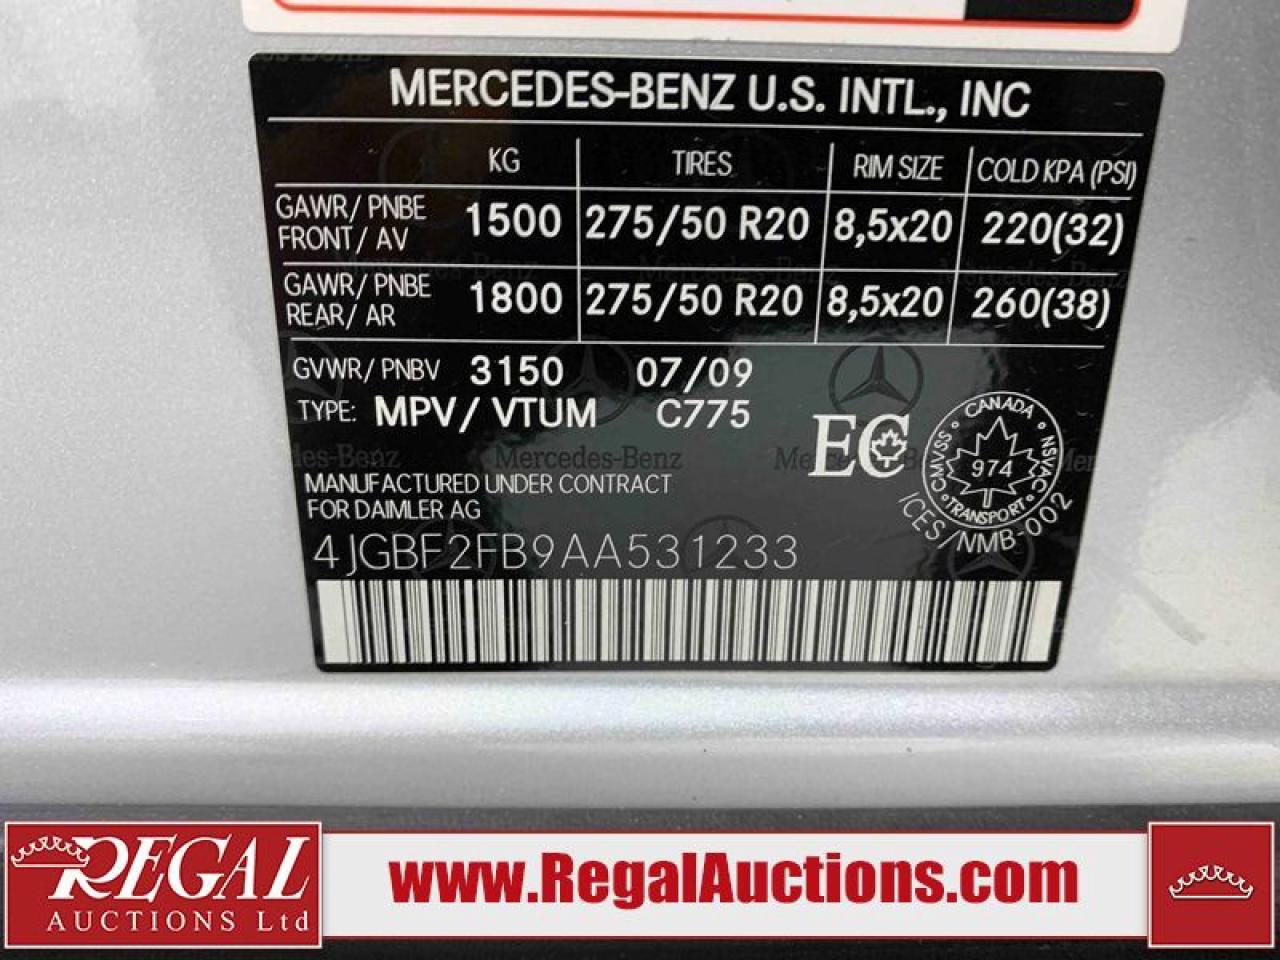 MERCEDES-BENZ U.S. INTL., INC
KG TIRES RIM SIZE COLD KPA (PSI)
GAWR/ PNBE
FRONT/ AV
1500 275/50 R20 8,5x20 220(32)
GAWR/ PNBE
REAR/ AR
1800 275/50 R20 8,5x20 260(38)
GVWR/ PNBV 3150 07/09
TYPE: MPV/ VTUM C775
EC
CANADA
CMVSS NSVAC
974
TRANSPORT
ICES/NMB-002
Mercedes-Benz
MANUFACTURED UNDER CONTRACT
FOR DAIMLER AG
4JGBF2FB9AA531233
REGAL
AUCTIONS Ltd
www.RegalAuctions.com